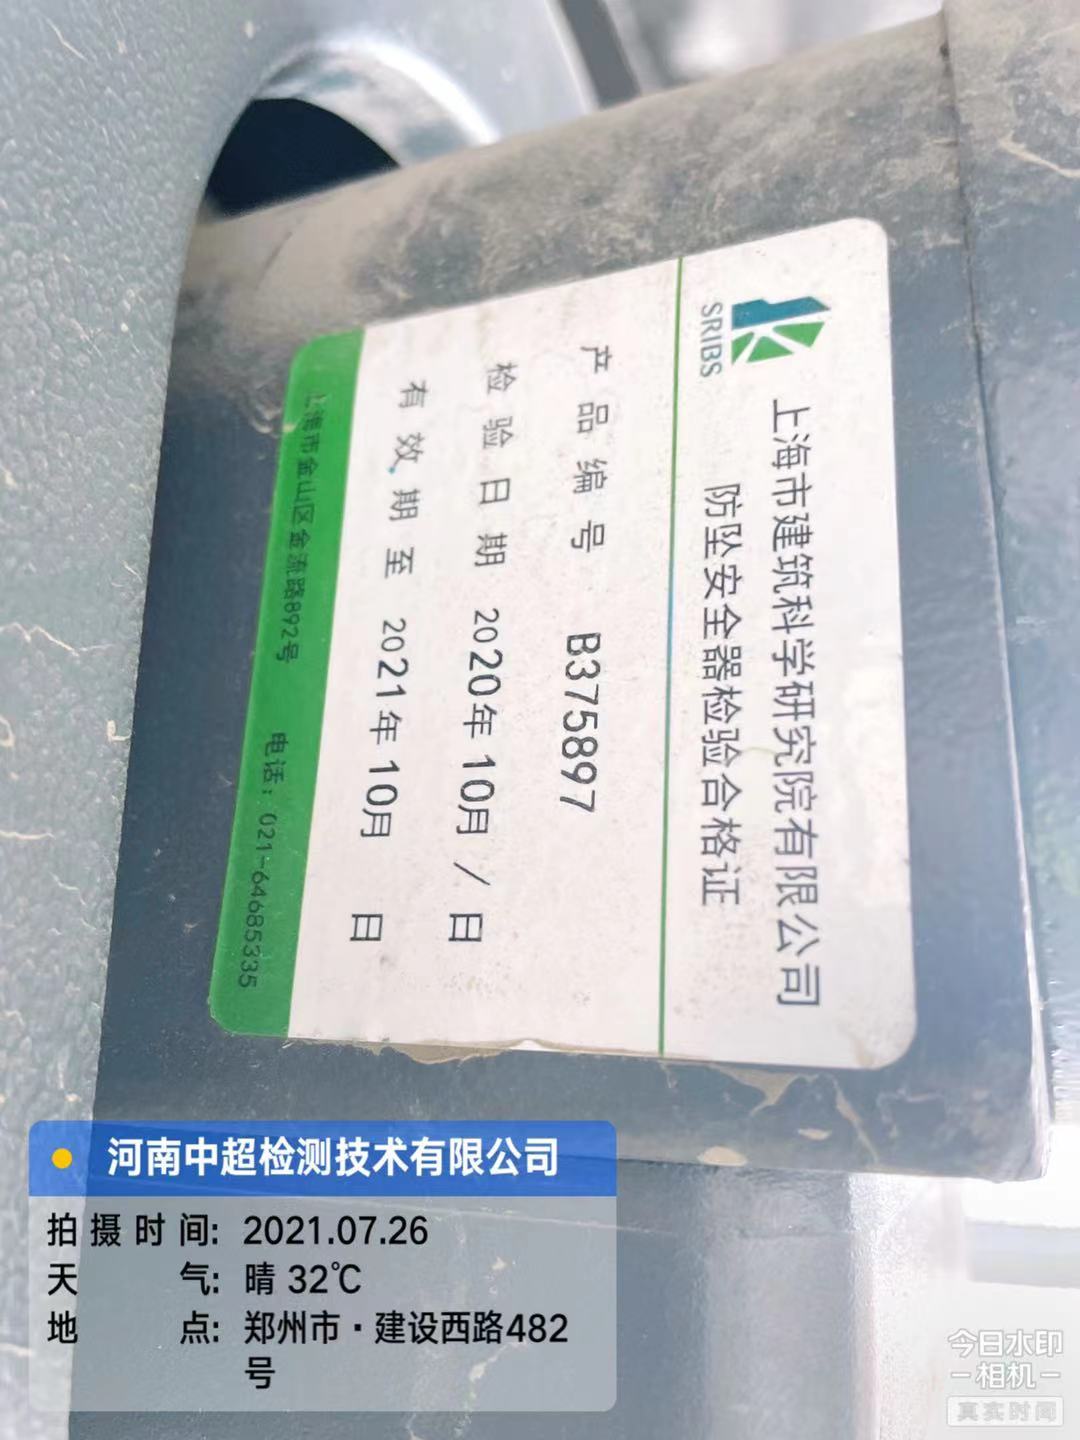 SRIBS
上海市建筑科学研究院有限公司
防坠安全器检验合格证
产品编号 B375897
检验日期 2020年10月/日
有效期至 2021年10月 日
上海市金山区金流路892号 电话：021-64685335
河南中超检测技术有限公司
拍摄时间: 2021.07.26
天气: 晴 32℃
地点: 郑州市·建设西路482
号
今日水印
-相机-
真实时间